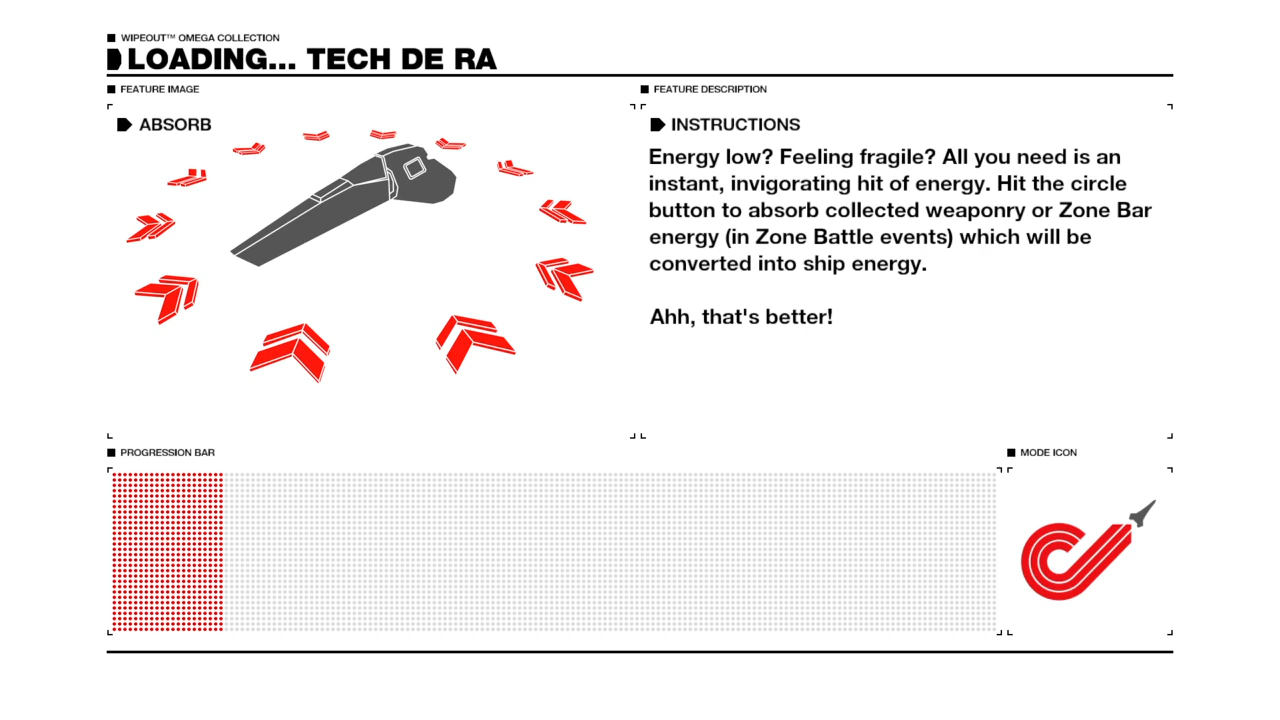 WIPEOUT™ OMEGA COLLECTION
LOADING... TECH DE RA
FEATURE IMAGE
ABSORB
FEATURE DESCRIPTION
INSTRUCTIONS
Energy low? Feeling fragile? All you need is an
instant, invigorating hit of energy. Hit the circle
button to absorb collected weaponry or Zone Bar
energy (in Zone Battle events) which will be
converted into ship energy.
Ahh, that's better!
PROGRESSION BAR
MODE ICON